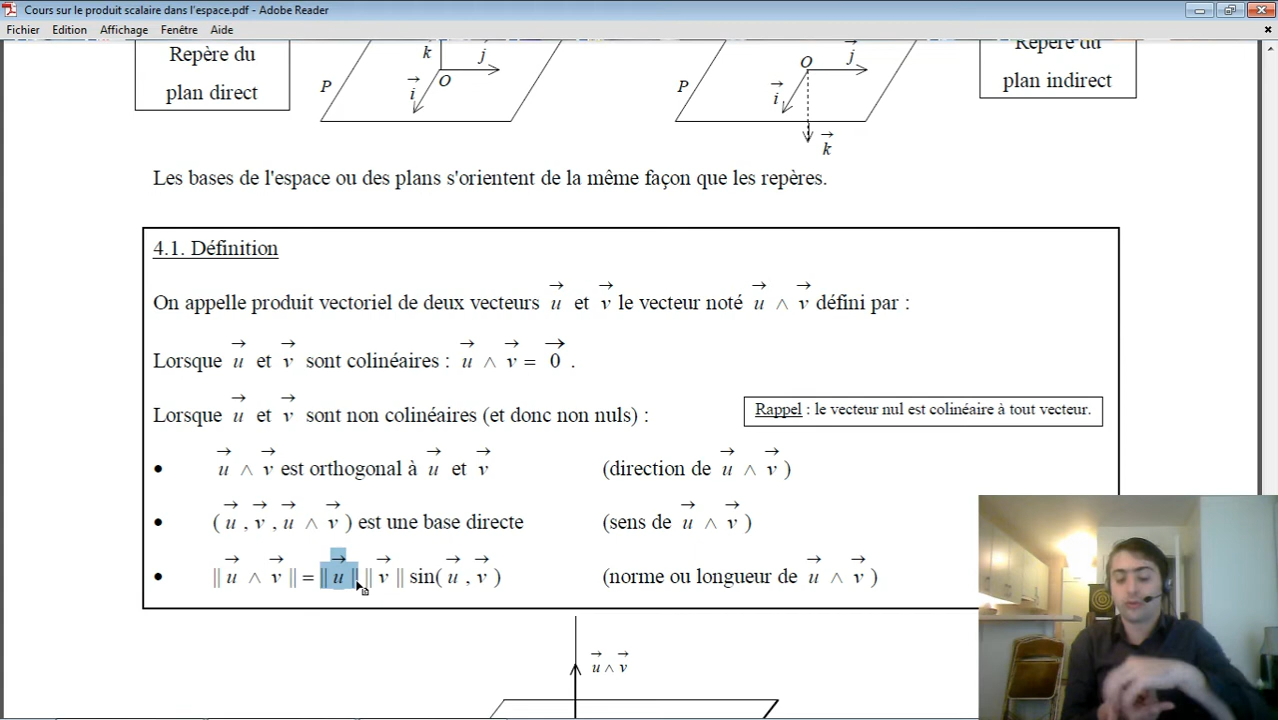 Cours sur le produit scalaire dans l'espace.pdf - Adobe Reader
Fichier Edition Affichage Fenêtre Aide
Repère du
plan direct
P
k
j
i
O
P
O
j
i
k
Repère du
plan indirect
Les bases de l'espace ou des plans s'orientent de la même façon que les repères.
4.1. Définition
On appelle produit vectoriel de deux vecteurs u⃗ et v⃗ le vecteur noté u⃗ ∧ v⃗ défini par :
Lorsque u⃗ et v⃗ sont colinéaires : u⃗ ∧ v⃗ = 0⃗ .
Lorsque u⃗ et v⃗ sont non colinéaires (et donc non nuls) :
Rappel : le vecteur nul est colinéaire à tout vecteur.
• u⃗ ∧ v⃗ est orthogonal à u⃗ et v⃗ (direction de u⃗ ∧ v⃗ )
• ( u⃗ , v⃗ , u⃗ ∧ v⃗ ) est une base directe (sens de u⃗ ∧ v⃗ )
• || u⃗ ∧ v⃗ || = || u⃗ || || v⃗ || sin( u⃗ , v⃗ ) (norme ou longueur de u⃗ ∧ v⃗ )
u⃗ ∧ v⃗